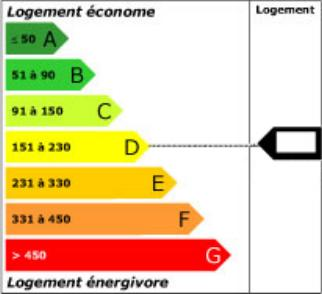 Logement économe
Logement
≤ 50 A
51 à 90 B
91 à 150 C
151 à 230 D
231 à 330 E
331 à 450 F
> 450 G
Logement énergivore